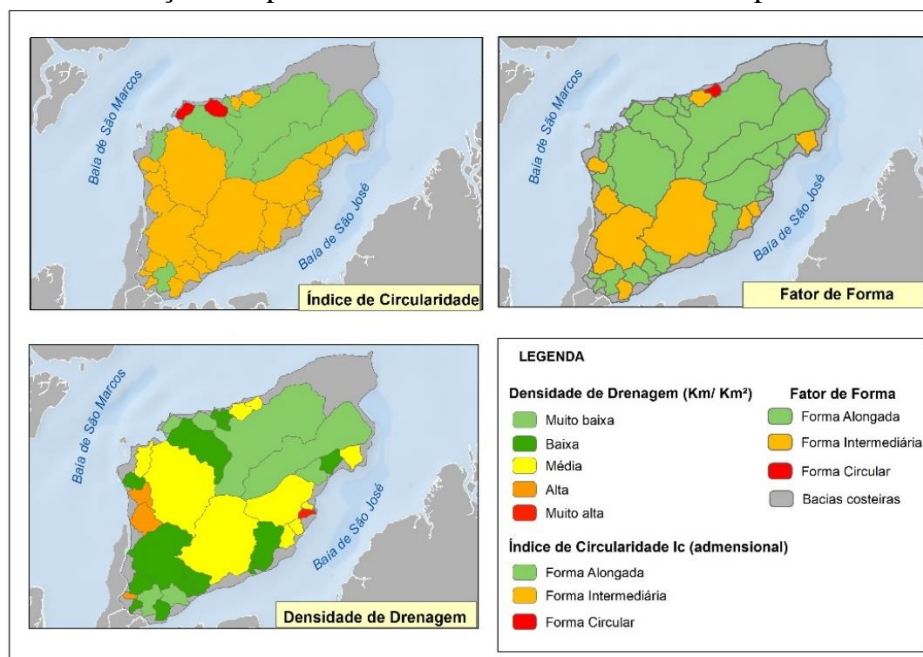 Baía de São Marcos
Baía de São José
Índice de Circularidade
Baía de São Marcos
Baía de São José
Fator de Forma
Baía de São Marcos
Baía de São José
Densidade de Drenagem
LEGENDA
Densidade de Drenagem (Km/ Km²)
Muito baixa
Baixa
Média
Alta
Muito alta
Índice de Circularidade Ic (admensional)
Forma Alongada
Forma Intermediária
Forma Circular
Fator de Forma
Forma Alongada
Forma Intermediária
Forma Circular
Bacias costeiras